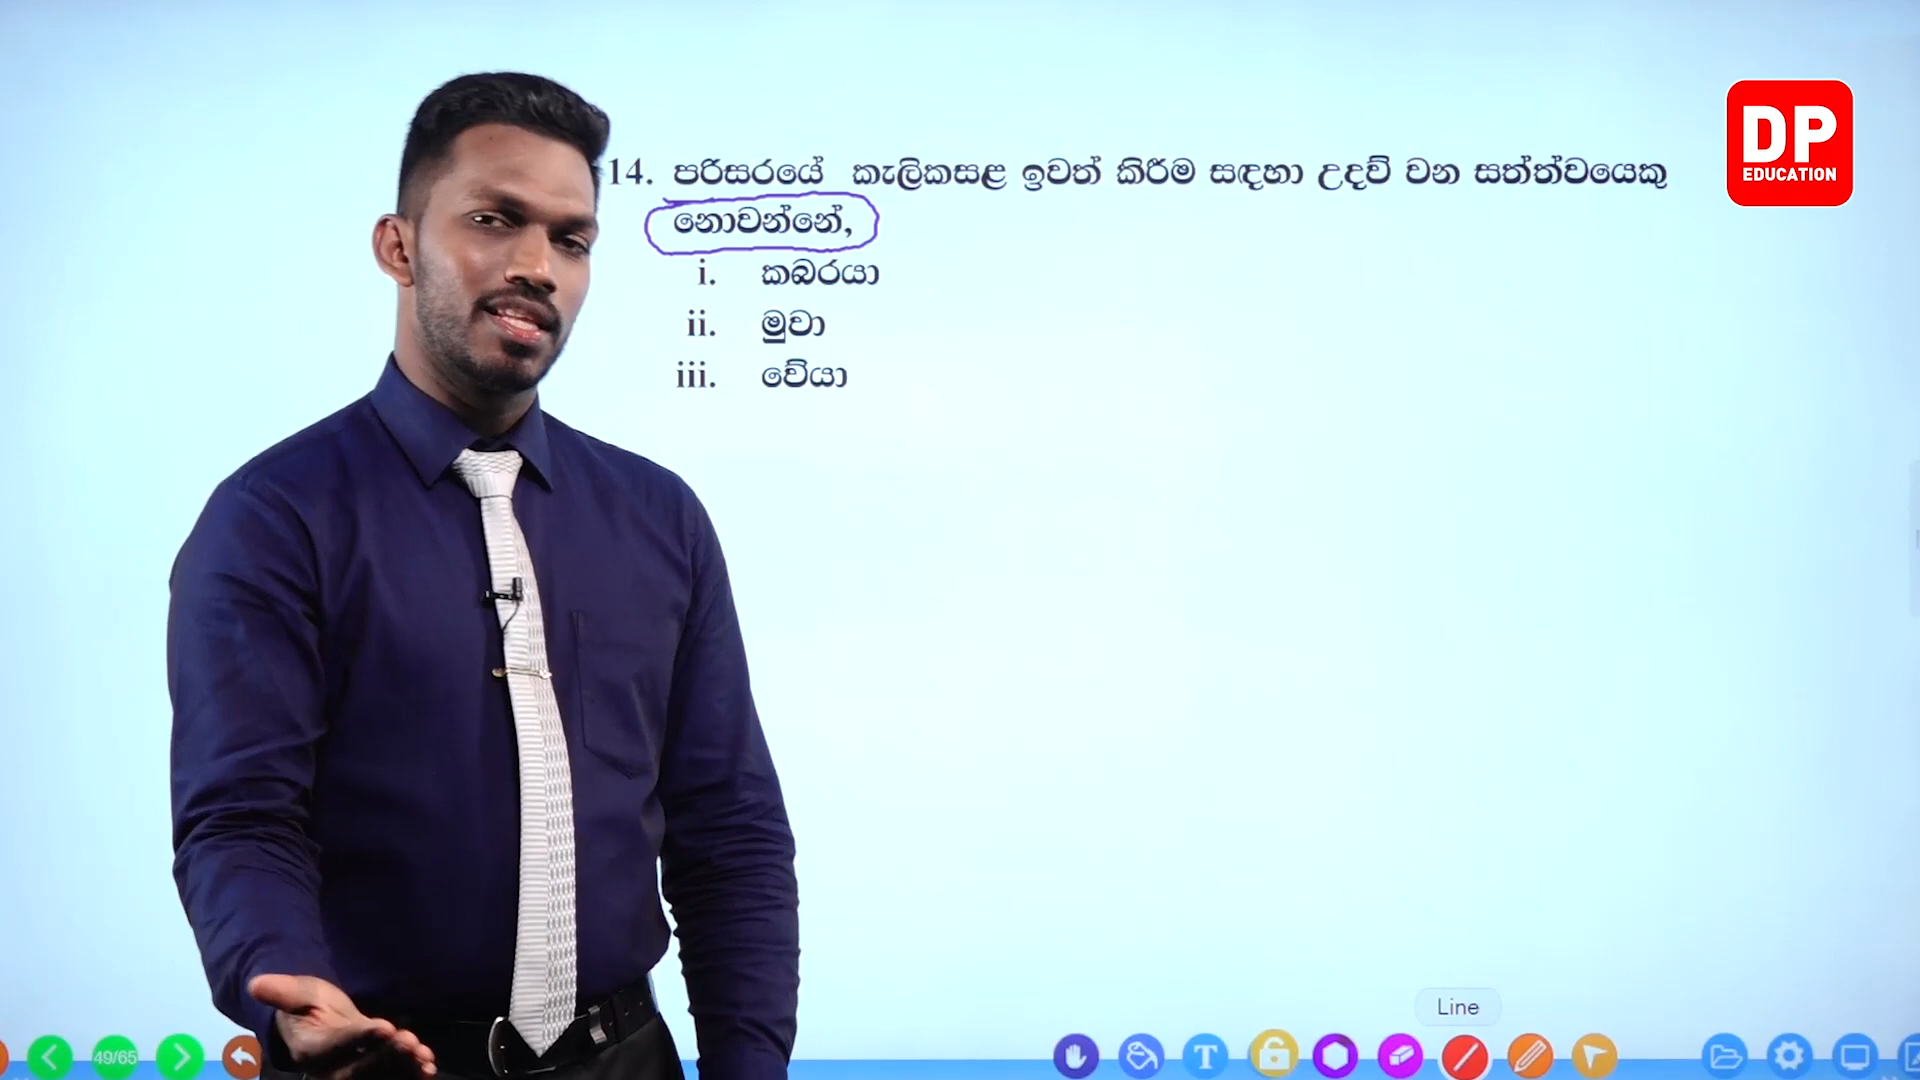 DP
EDUCATION
14. පරිසරයේ කැලිකසළ ඉවත් කිරීම සඳහා උදව් වන සත්ත්වයෙකු
නොවන්නේ,
i. කබරයා
ii. මුවා
iii. වේයා
Line
49/65
T